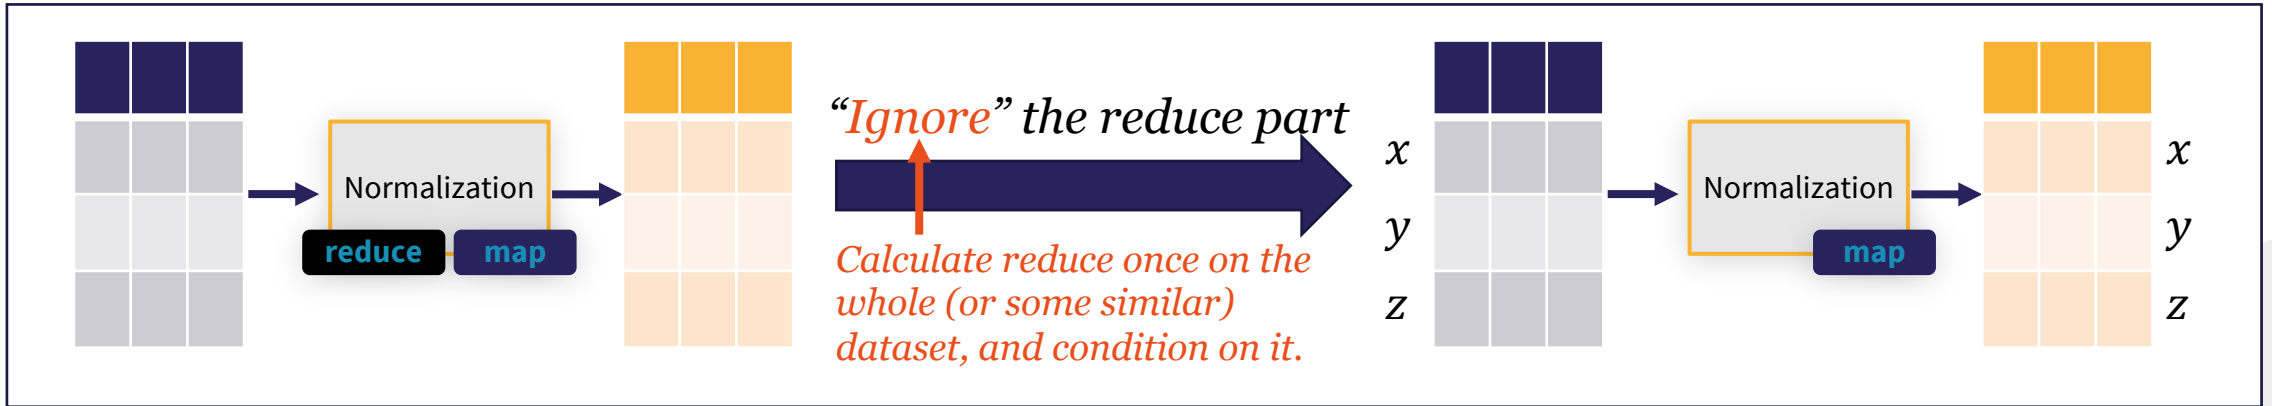 Normalization
reduce
map
“Ignore” the reduce part
Calculate reduce once on the
whole (or some similar)
dataset, and condition on it.
x
y
z
Normalization
map
x
y
z